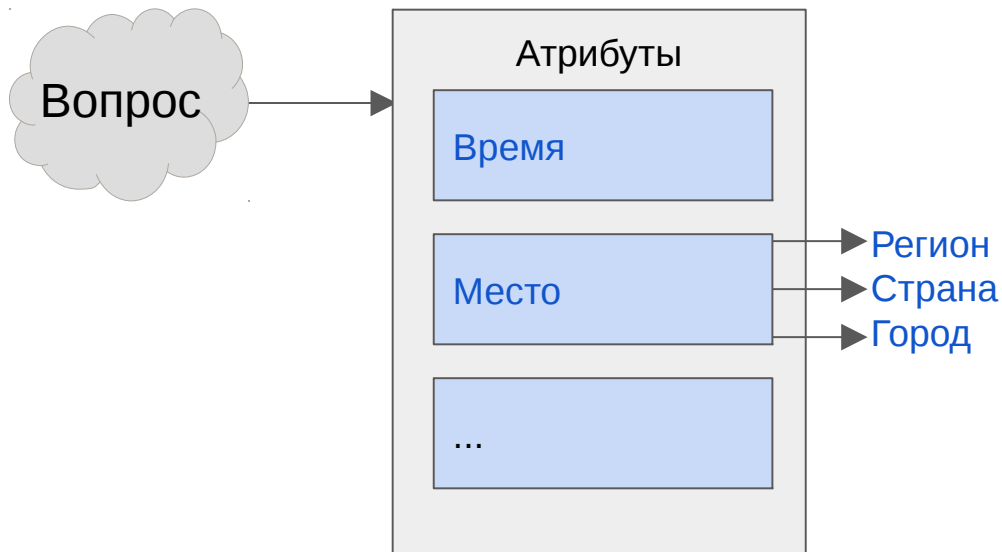 Вопрос
Атрибуты
Время
Место
Регион
Страна
Город
...